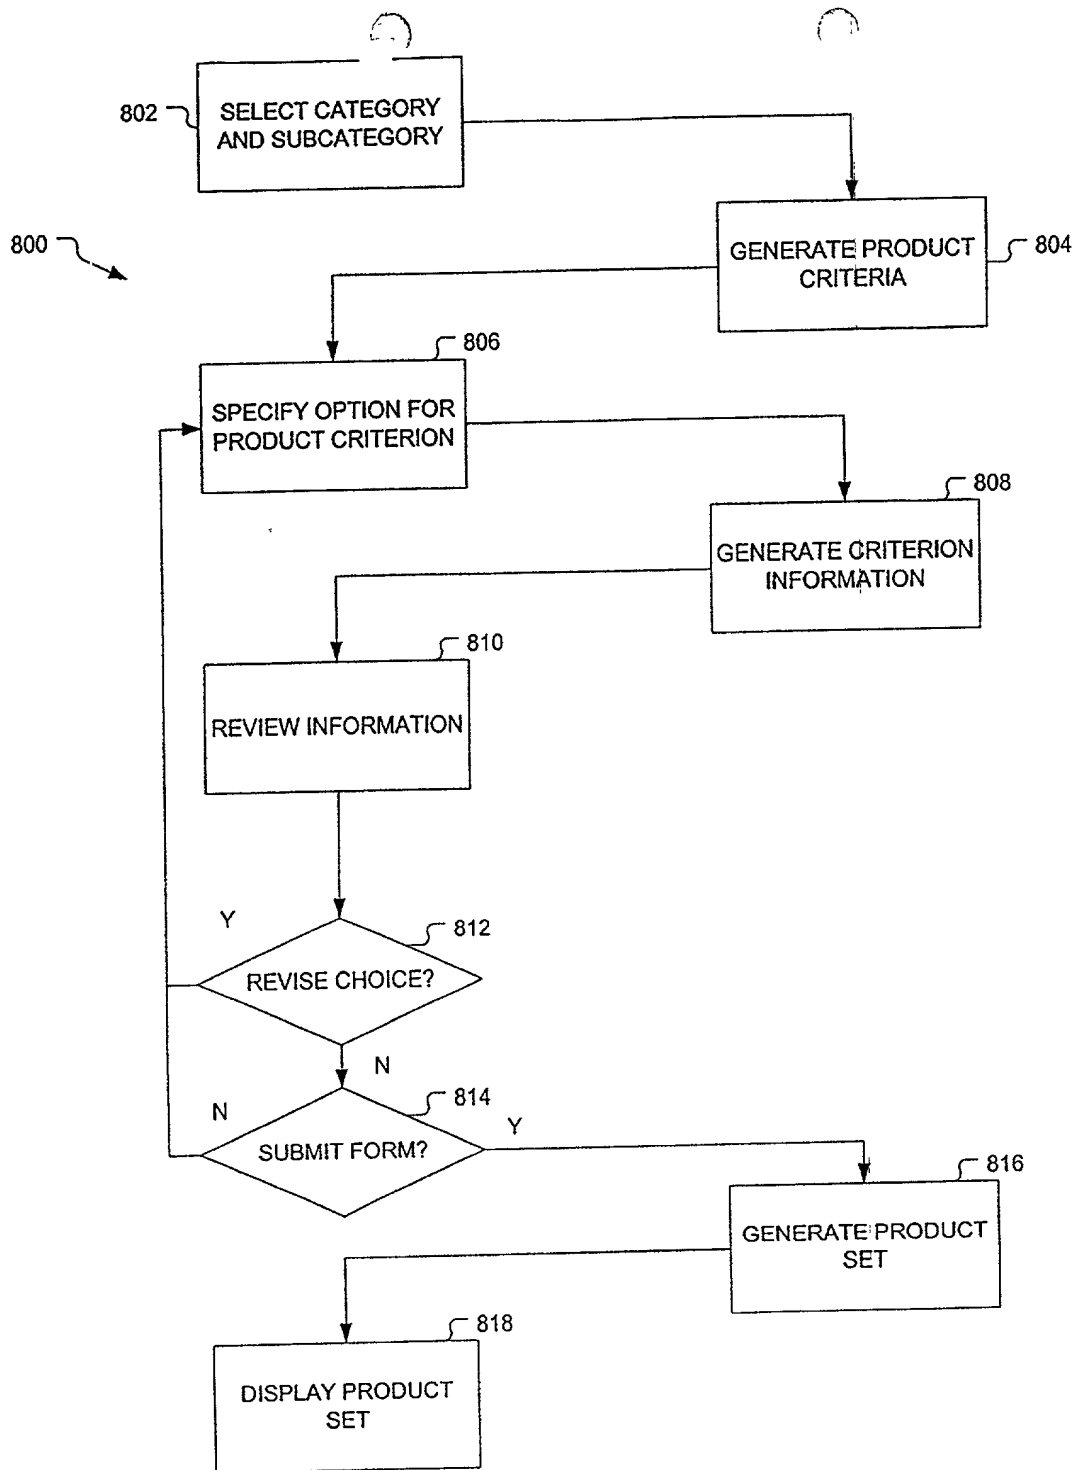 802
SELECT CATEGORY
AND SUBCATEGORY
800
GENERATE PRODUCT
CRITERIA
804
806
SPECIFY OPTION FOR
PRODUCT CRITERION
808
GENERATE CRITERION
INFORMATION
810
REVIEW INFORMATION
Y
812
REVISE CHOICE?
N
N
814
Y
SUBMIT FORM?
816
GENERATE PRODUCT
SET
818
DISPLAY PRODUCT
SET